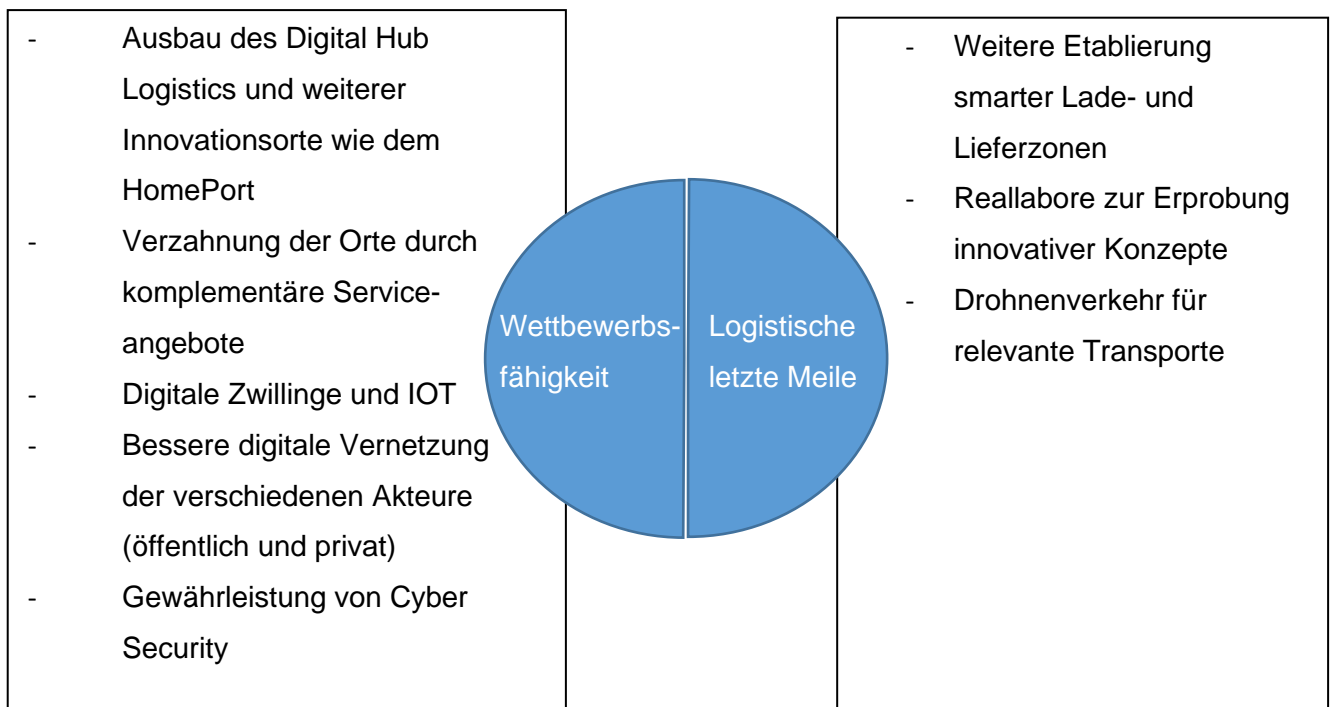 - Ausbau des Digital Hub
Logistics und weiterer
Innovationsorte wie dem
HomePort
- Verzahnung der Orte durch
komplementäre Service-
angebote
- Digitale Zwillinge und IOT
- Bessere digitale Vernetzung
der verschiedenen Akteure
(öffentlich und privat)
- Gewährleistung von Cyber
Security
Wettbewerbs-
fähigkeit
Logistische
letzte Meile
- Weitere Etablierung
smarter Lade- und
Lieferzonen
- Reallabore zur Erprobung
innovativer Konzepte
- Drohnenverkehr für
relevante Transporte